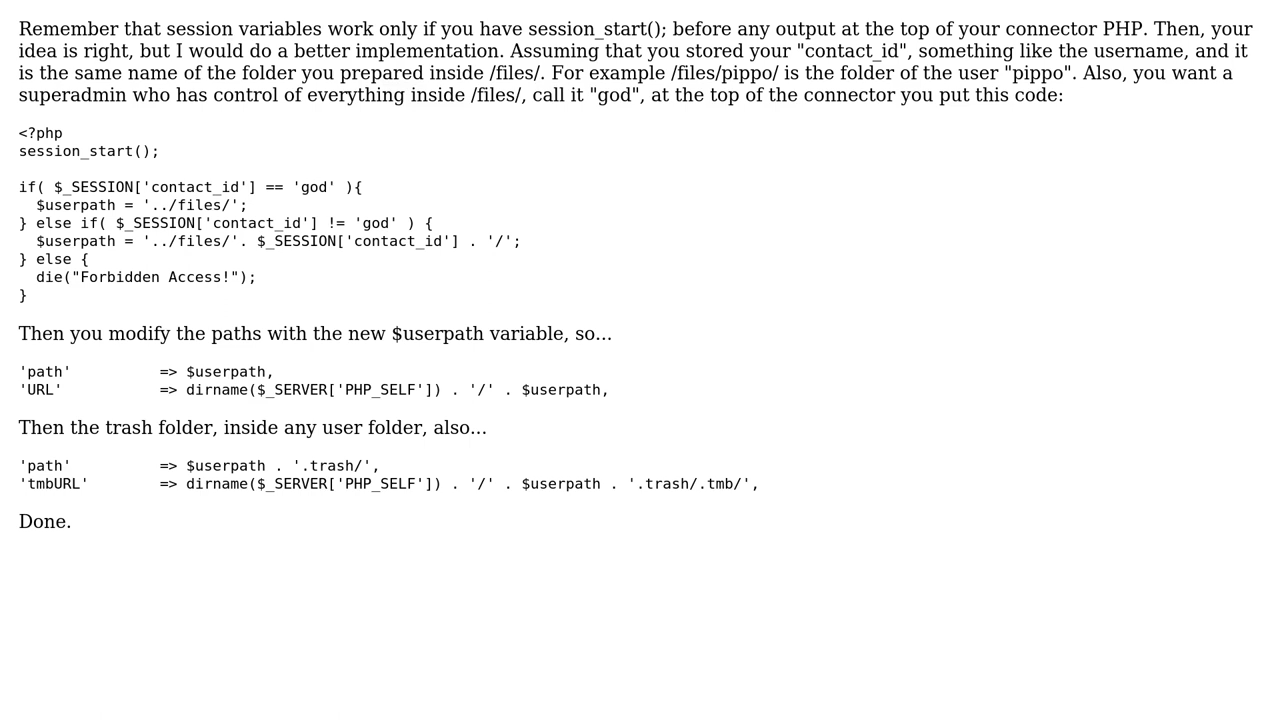 Remember that session variables work only if you have session_start(); before any output at the top of your connector PHP. Then, your
idea is right, but I would do a better implementation. Assuming that you stored your "contact_id", something like the username, and it
is the same name of the folder you prepared inside /files/. For example /files/pippo/ is the folder of the user "pippo". Also, you want a
superadmin who has control of everything inside /files/, call it "god", at the top of the connector you put this code:
<?php
session_start();
if( $_SESSION['contact_id'] == 'god' ){
  $userpath = '../files/';
} else if( $_SESSION['contact_id'] != 'god' ) {
  $userpath = '../files/'. $_SESSION['contact_id'] . '/';
} else {
  die("Forbidden Access!");
}
Then you modify the paths with the new $userpath variable, so...
'path'          => $userpath,
'URL'           => dirname($_SERVER['PHP_SELF']) . '/' . $userpath,
Then the trash folder, inside any user folder, also...
'path'          => $userpath . '.trash/',
'tmbURL'        => dirname($_SERVER['PHP_SELF']) . '/' . $userpath . '.trash/.tmb/',
Done.